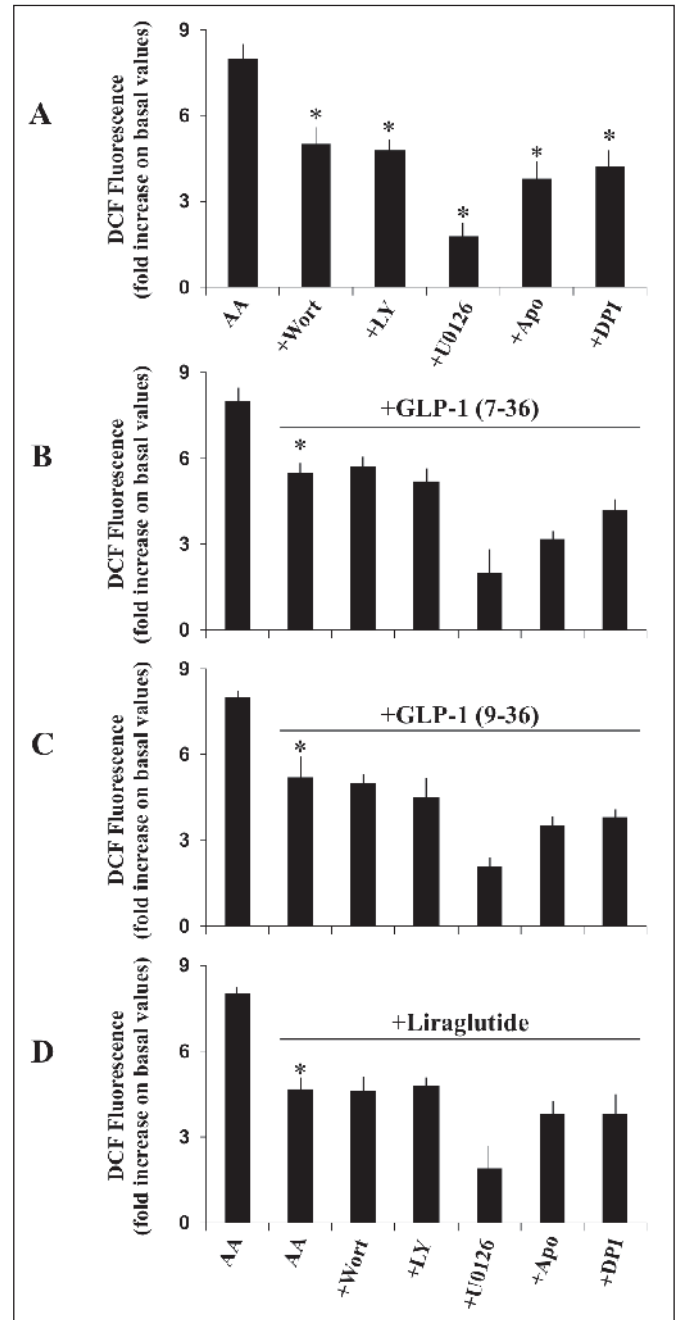 A
DCF Fluorescence
(fold increase on basal values)
9
6
3
0
*
*
*
*
*
AA
+Wort
+LY
+U0126
+Apo
+DPI
B
DCF Fluorescence
(fold increase on basal values)
9
6
3
0
+GLP-1 (7-36)
*
C
DCF Fluorescence
(fold increase on basal values)
9
6
3
0
+GLP-1 (9-36)
*
D
DCF Fluorescence
(fold increase on basal values)
9
6
3
0
+Liraglutide
*
AA
AA
+Wort
+LY
+U0126
+Apo
+DPI